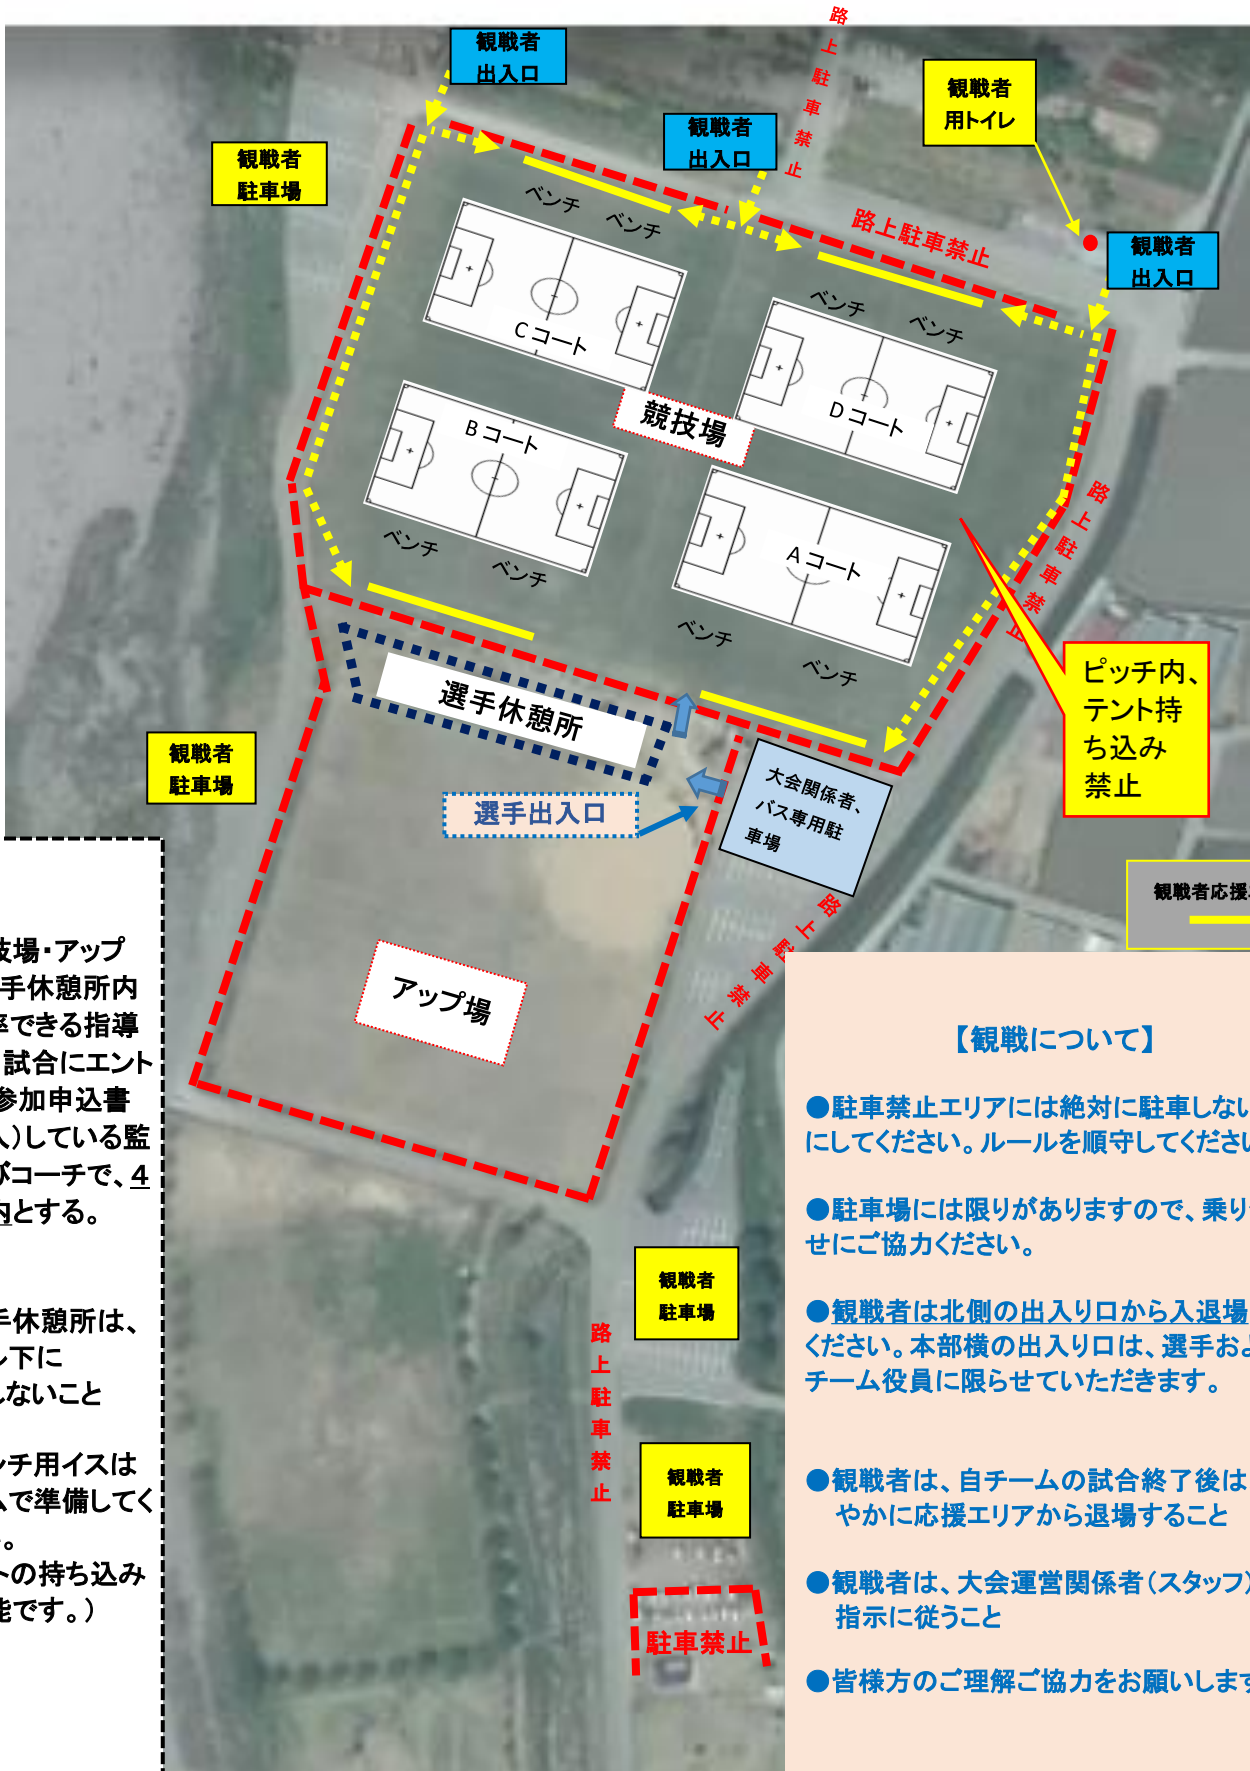 路上駐車禁止
観戦者
出入口
観戦者
用トイレ
観戦者
出入口
観戦者
駐車場
路上駐車禁止
観戦者
出入口
ベンチ ベンチ
ベンチ ベンチ
Cコート
Dコート
競技場
Bコート
Aコート
ベンチ
ベンチ
ベンチ
ベンチ
路上駐車禁止
ピッチ内、
テント持
ち込み
禁止
選手休憩所
観戦者
駐車場
選手出入口
大会関係者、
バス専用駐
車場
観戦者応援
路上駐車禁止
アップ場
技場・アップ
手休憩所内
率できる指導
試合にエント
参加申込書
人)している監
びコーチで、4
内とする。
手休憩所は、
し下に
しないこと
ンチ用イスは
ムで準備してく
い。
トの持ち込み
能です。)
観戦者
駐車場
路上駐車禁止
観戦者
駐車場
駐車禁止
【観戦について】
●駐車禁止エリアには絶対に駐車しない
にしてください。ルールを順守してください
●駐車場には限りがありますので、乗り
せにご協力ください。
●観戦者は北側の出入りロから入退場
ください。本部横の出入りロは、選手およ
チーム役員に限らせていただきます。
●観戦者は、自チームの試合終了後は
やかに応援エリアから退場すること
●観戦者は、大会運営関係者(スタッフ)
指示に従うこと
●皆様方のご理解ご協力をお願いします